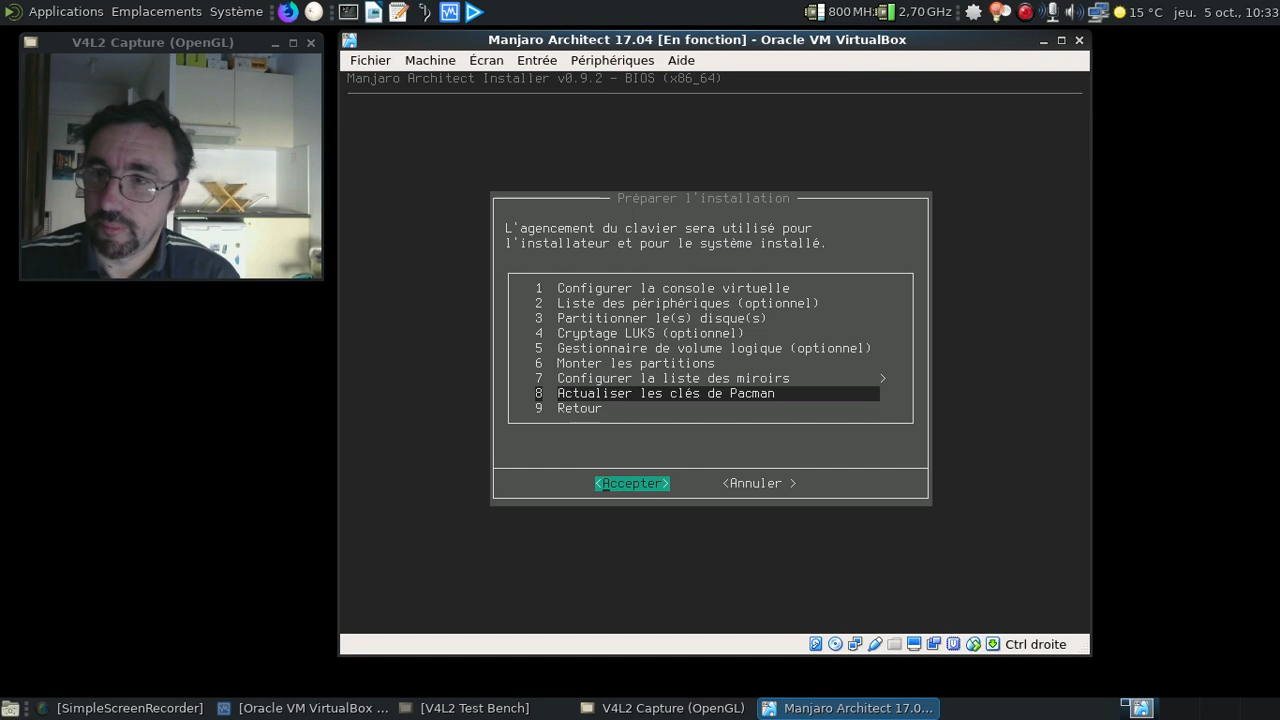 Applications Emplacements Système
800 MHz 2,70 GHz 15 °C jeu. 5 oct., 10:33
V4L2 Capture (OpenGL)
Manjaro Architect 17.04 [En fonction] - Oracle VM VirtualBox
Fichier Machine Écran Entrée Périphériques Aide
Manjaro Architect Installer v0.9.2 - BIOS (x86_64)
Préparer l'installation
L'agencement du clavier sera utilisé pour
l'installateur et pour le système installé.
1 Configurer la console virtuelle
2 Liste des périphériques (optionnel)
3 Partitionner le(s) disque(s)
4 Cryptage LUKS (optionnel)
5 Gestionnaire de volume logique (optionnel)
6 Monter les partitions
7 Configurer la liste des miroirs >
8 Actualiser les clés de Pacman
9 Retour
<Accepter> <Annuler >
Ctrl droite
[SimpleScreenRecorder] [Oracle VM VirtualBox ... [V4L2 Test Bench] V4L2 Capture (OpenGL) Manjaro Architect 17.0...